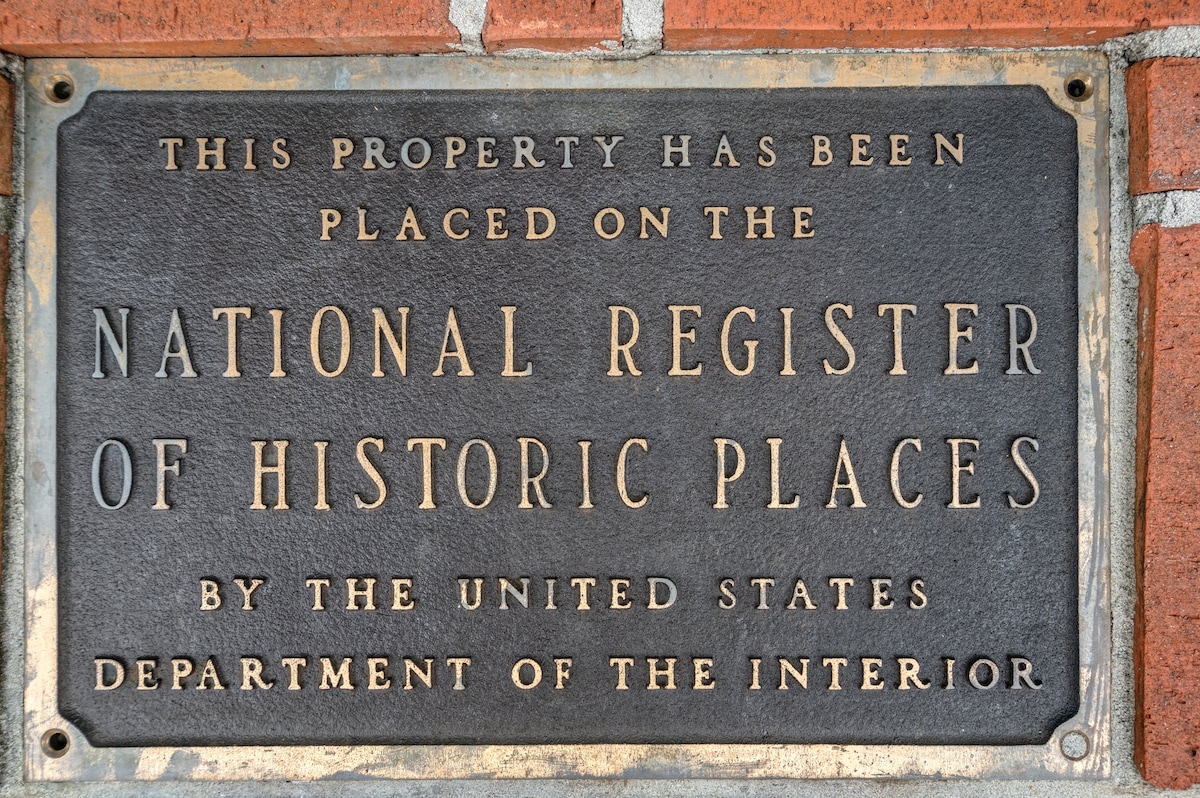 THIS PROPERTY HAS BEEN
PLACED ON THE
NATIONAL REGISTER
OF HISTORIC PLACES
BY THE UNITED STATES
DEPARTMENT OF THE INTERIOR